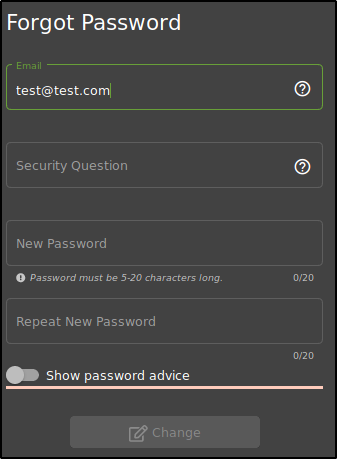 Forgot Password
Email
test@test.com
Security Question
New Password
Password must be 5-20 characters long.
0/20
Repeat New Password
0/20
Show password advice
Change